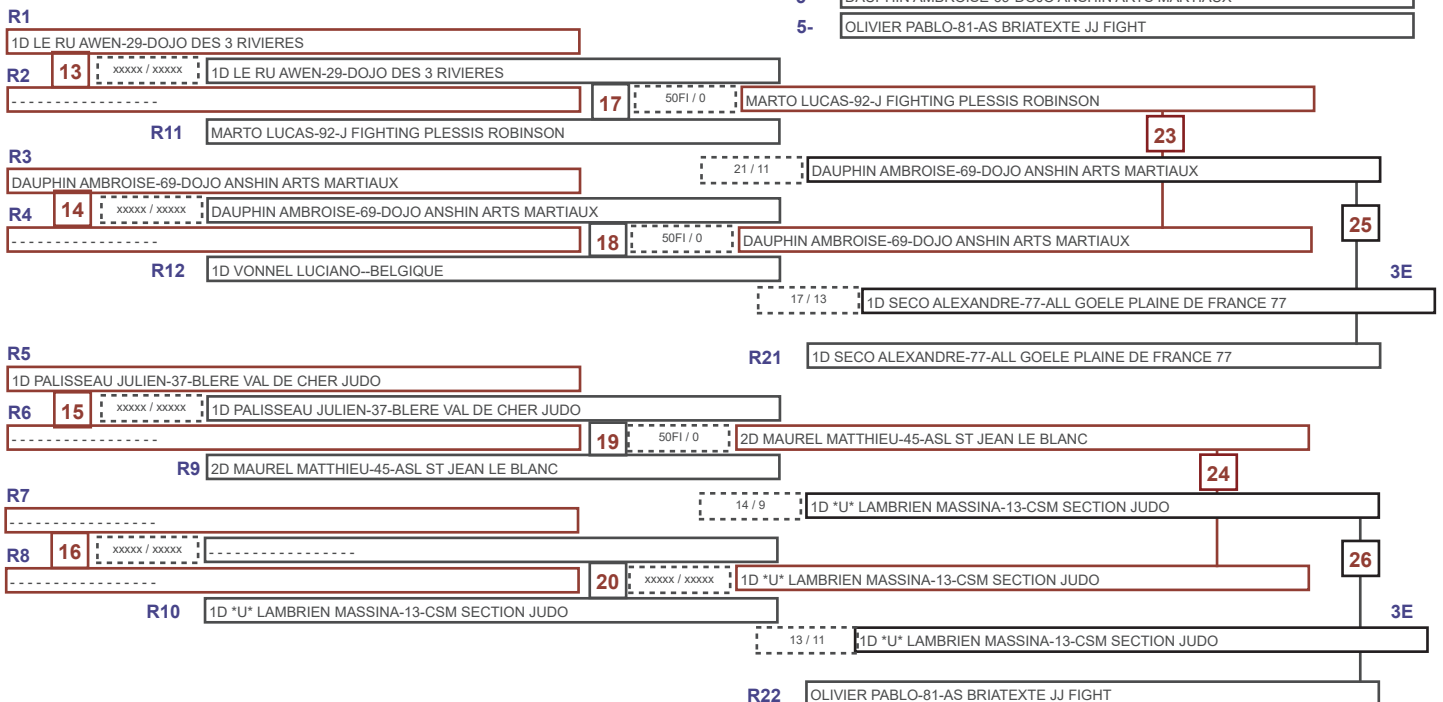 5- DAUPHIN AMBROISE-69-DOJO ANSHIN ARTS MARTIAUX
R1
5- OLIVIER PABLO-81-AS BRIATEXTE JJ FIGHT
1D LE RU AWEN-29-DOJO DES 3 RIVIERES
R2 13 xxxxx / xxxxx 1D LE RU AWEN-29-DOJO DES 3 RIVIERES
- - - - - - - - - - - - - - - - - 17 50FI / 0 MARTO LUCAS-92-J FIGHTING PLESSIS ROBINSON
R11 MARTO LUCAS-92-J FIGHTING PLESSIS ROBINSON 23
R3
21 / 11 DAUPHIN AMBROISE-69-DOJO ANSHIN ARTS MARTIAUX
DAUPHIN AMBROISE-69-DOJO ANSHIN ARTS MARTIAUX
R4 14 xxxxx / xxxxx DAUPHIN AMBROISE-69-DOJO ANSHIN ARTS MARTIAUX 25
- - - - - - - - - - - - - - - - - 18 50FI / 0 DAUPHIN AMBROISE-69-DOJO ANSHIN ARTS MARTIAUX
R12 1D VONNEL LUCIANO--BELGIQUE 3E
17 / 13 1D SECO ALEXANDRE-77-ALL GOELE PLAINE DE FRANCE 77
R5
R21 1D SECO ALEXANDRE-77-ALL GOELE PLAINE DE FRANCE 77
1D PALISSEAU JULIEN-37-BLERE VAL DE CHER JUDO
R6 15 xxxxx / xxxxx 1D PALISSEAU JULIEN-37-BLERE VAL DE CHER JUDO
- - - - - - - - - - - - - - - - - 19 50FI / 0 2D MAUREL MATTHIEU-45-ASL ST JEAN LE BLANC
R9 2D MAUREL MATTHIEU-45-ASL ST JEAN LE BLANC 24
R7
14 / 9 1D *U* LAMBRIEN MASSINA-13-CSM SECTION JUDO
- - - - - - - - - - - - - - - - -
R8 16 xxxxx / xxxxx - - - - - - - - - - - - - - - - - 26
- - - - - - - - - - - - - - - - - 20 xxxxx / xxxxx 1D *U* LAMBRIEN MASSINA-13-CSM SECTION JUDO
R10 1D *U* LAMBRIEN MASSINA-13-CSM SECTION JUDO 3E
13 / 11 1D *U* LAMBRIEN MASSINA-13-CSM SECTION JUDO
R22 OLIVIER PABLO-81-AS BRIATEXTE JJ FIGHT